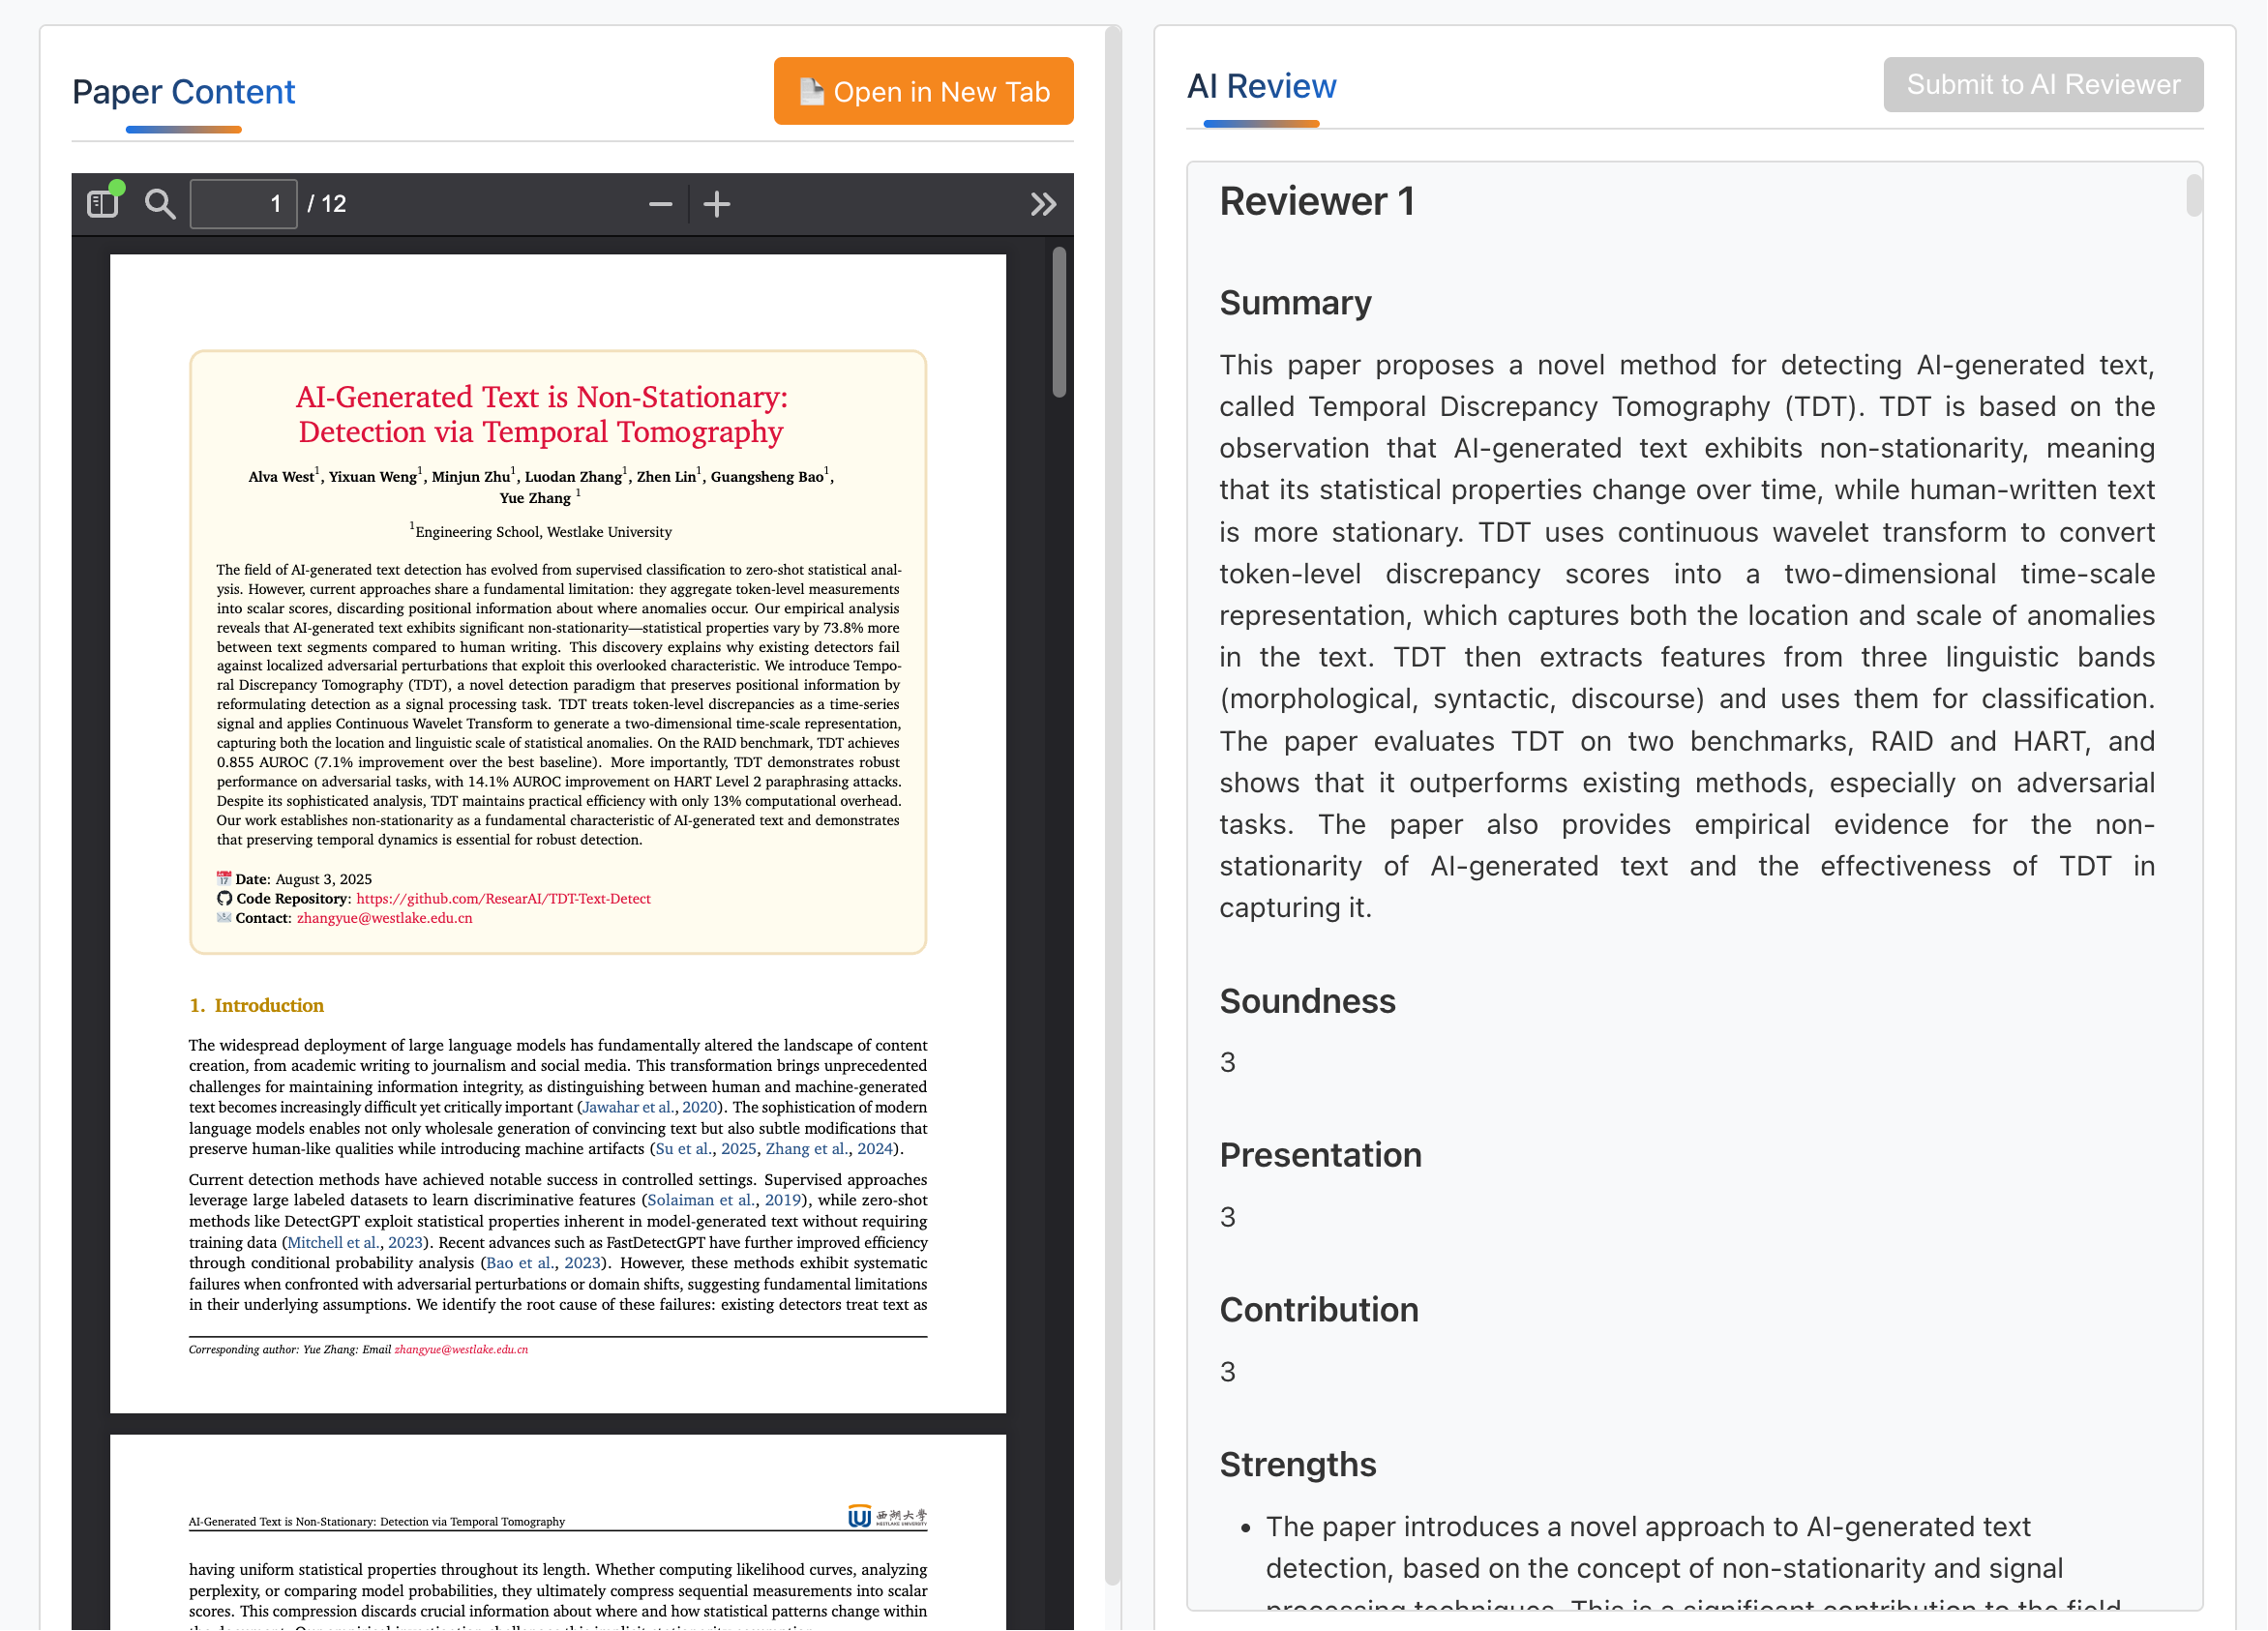 Paper Content
Open in New Tab
1 / 12
AI-Generated Text is Non-Stationary:
Detection via Temporal Tomography
Alva West1, Yixuan Weng1, Minjun Zhu1, Luodan Zhang1, Zhen Lin1, Guangsheng Bao1,
Yue Zhang 1
1Engineering School, Westlake University
The field of AI-generated text detection has evolved from supervised classification to zero-shot statistical anal-
ysis. However, current approaches share a fundamental limitation: they aggregate token-level measurements
into scalar scores, discarding positional information about where anomalies occur. Our empirical analysis
reveals that AI-generated text exhibits significant non-stationarity—statistical properties vary by 73.8% more
between text segments compared to human writing. This discovery explains why existing detectors fail
against localized adversarial perturbations that exploit this overlooked characteristic. We introduce Tempo-
ral Discrepancy Tomography (TDT), a novel detection paradigm that preserves positional information by
reformulating detection as a signal processing task. TDT treats token-level discrepancies as a time-series
signal and applies Continuous Wavelet Transform to generate a two-dimensional time-scale representation,
capturing both the location and linguistic scale of statistical anomalies. On the RAID benchmark, TDT achieves
0.855 AUROC (7.1% improvement over the best baseline). More importantly, TDT demonstrates robust
performance on adversarial tasks, with 14.1% AUROC improvement on HART Level 2 paraphrasing attacks.
Despite its sophisticated analysis, TDT maintains practical efficiency with only 13% computational overhead.
Our work establishes non-stationarity as a fundamental characteristic of AI-generated text and demonstrates
that preserving temporal dynamics is essential for robust detection.
Date: August 3, 2025
Code Repository: https://github.com/ResearAI/TDT-Text-Detect
Contact: zhangyue@westlake.edu.cn
1. Introduction
The widespread deployment of large language models has fundamentally altered the landscape of content
creation, from academic writing to journalism and social media. This transformation brings unprecedented
challenges for maintaining information integrity, as distinguishing between human and machine-generated
text becomes increasingly difficult yet critically important (Jawahar et al., 2020). The sophistication of modern
language models enables not only wholesale generation of convincing text but also subtle modifications that
preserve human-like qualities while introducing machine artifacts (Su et al., 2025, Zhang et al., 2024).
Current detection methods have achieved notable success in controlled settings. Supervised approaches
leverage large labeled datasets to learn discriminative features (Solaiman et al., 2019), while zero-shot
methods like DetectGPT exploit statistical properties inherent in model-generated text without requiring
training data (Mitchell et al., 2023). Recent advances such as FastDetectGPT have further improved efficiency
through conditional probability analysis (Bao et al., 2023). However, these methods exhibit systematic
failures when confronted with adversarial perturbations or domain shifts, suggesting fundamental limitations
in their underlying assumptions. We identify the root cause of these failures: existing detectors treat text as
Corresponding author: Yue Zhang: Email zhangyue@westlake.edu.cn
AI-Generated Text is Non-Stationary: Detection via Temporal Tomography
西湖大學
WESTLAKE UNIVERSITY
having uniform statistical properties throughout its length. Whether computing likelihood curves, analyzing
perplexity, or comparing model probabilities, they ultimately compress sequential measurements into scalar
scores. This compression discards crucial information about where and how statistical patterns change within
AI Review
Submit to AI Reviewer
Reviewer 1
Summary
This paper proposes a novel method for detecting AI-generated text,
called Temporal Discrepancy Tomography (TDT). TDT is based on the
observation that AI-generated text exhibits non-stationarity, meaning
that its statistical properties change over time, while human-written text
is more stationary. TDT uses continuous wavelet transform to convert
token-level discrepancy scores into a two-dimensional time-scale
representation, which captures both the location and scale of anomalies
in the text. TDT then extracts features from three linguistic bands
(morphological, syntactic, discourse) and uses them for classification.
The paper evaluates TDT on two benchmarks, RAID and HART, and
shows that it outperforms existing methods, especially on adversarial
tasks. The paper also provides empirical evidence for the non-
stationarity of AI-generated text and the effectiveness of TDT in
capturing it.
Soundness
3
Presentation
3
Contribution
3
Strengths
• The paper introduces a novel approach to AI-generated text
detection, based on the concept of non-stationarity and signal
processing techniques. This is a significant contribution to the field